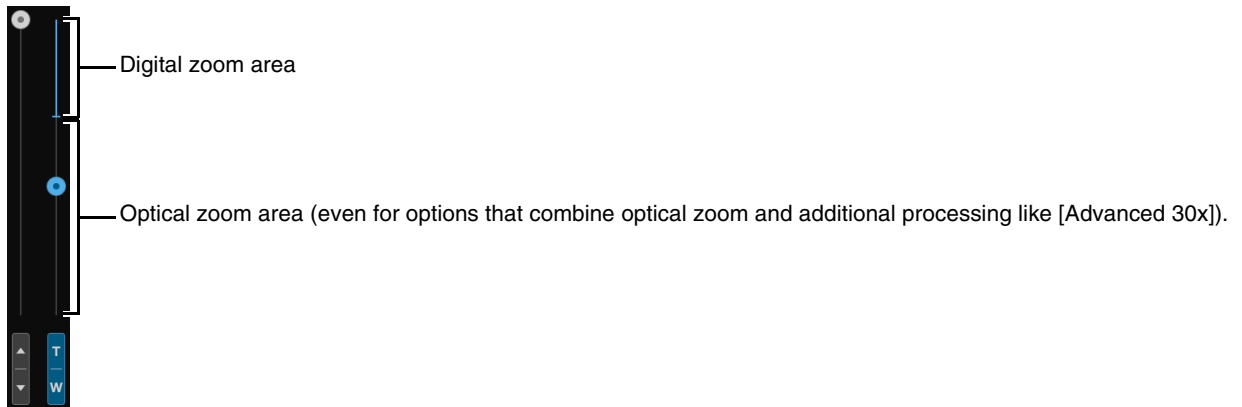 Digital zoom area
Optical zoom area (even for options that combine optical zoom and additional processing like [Advanced 30x]).
T
W